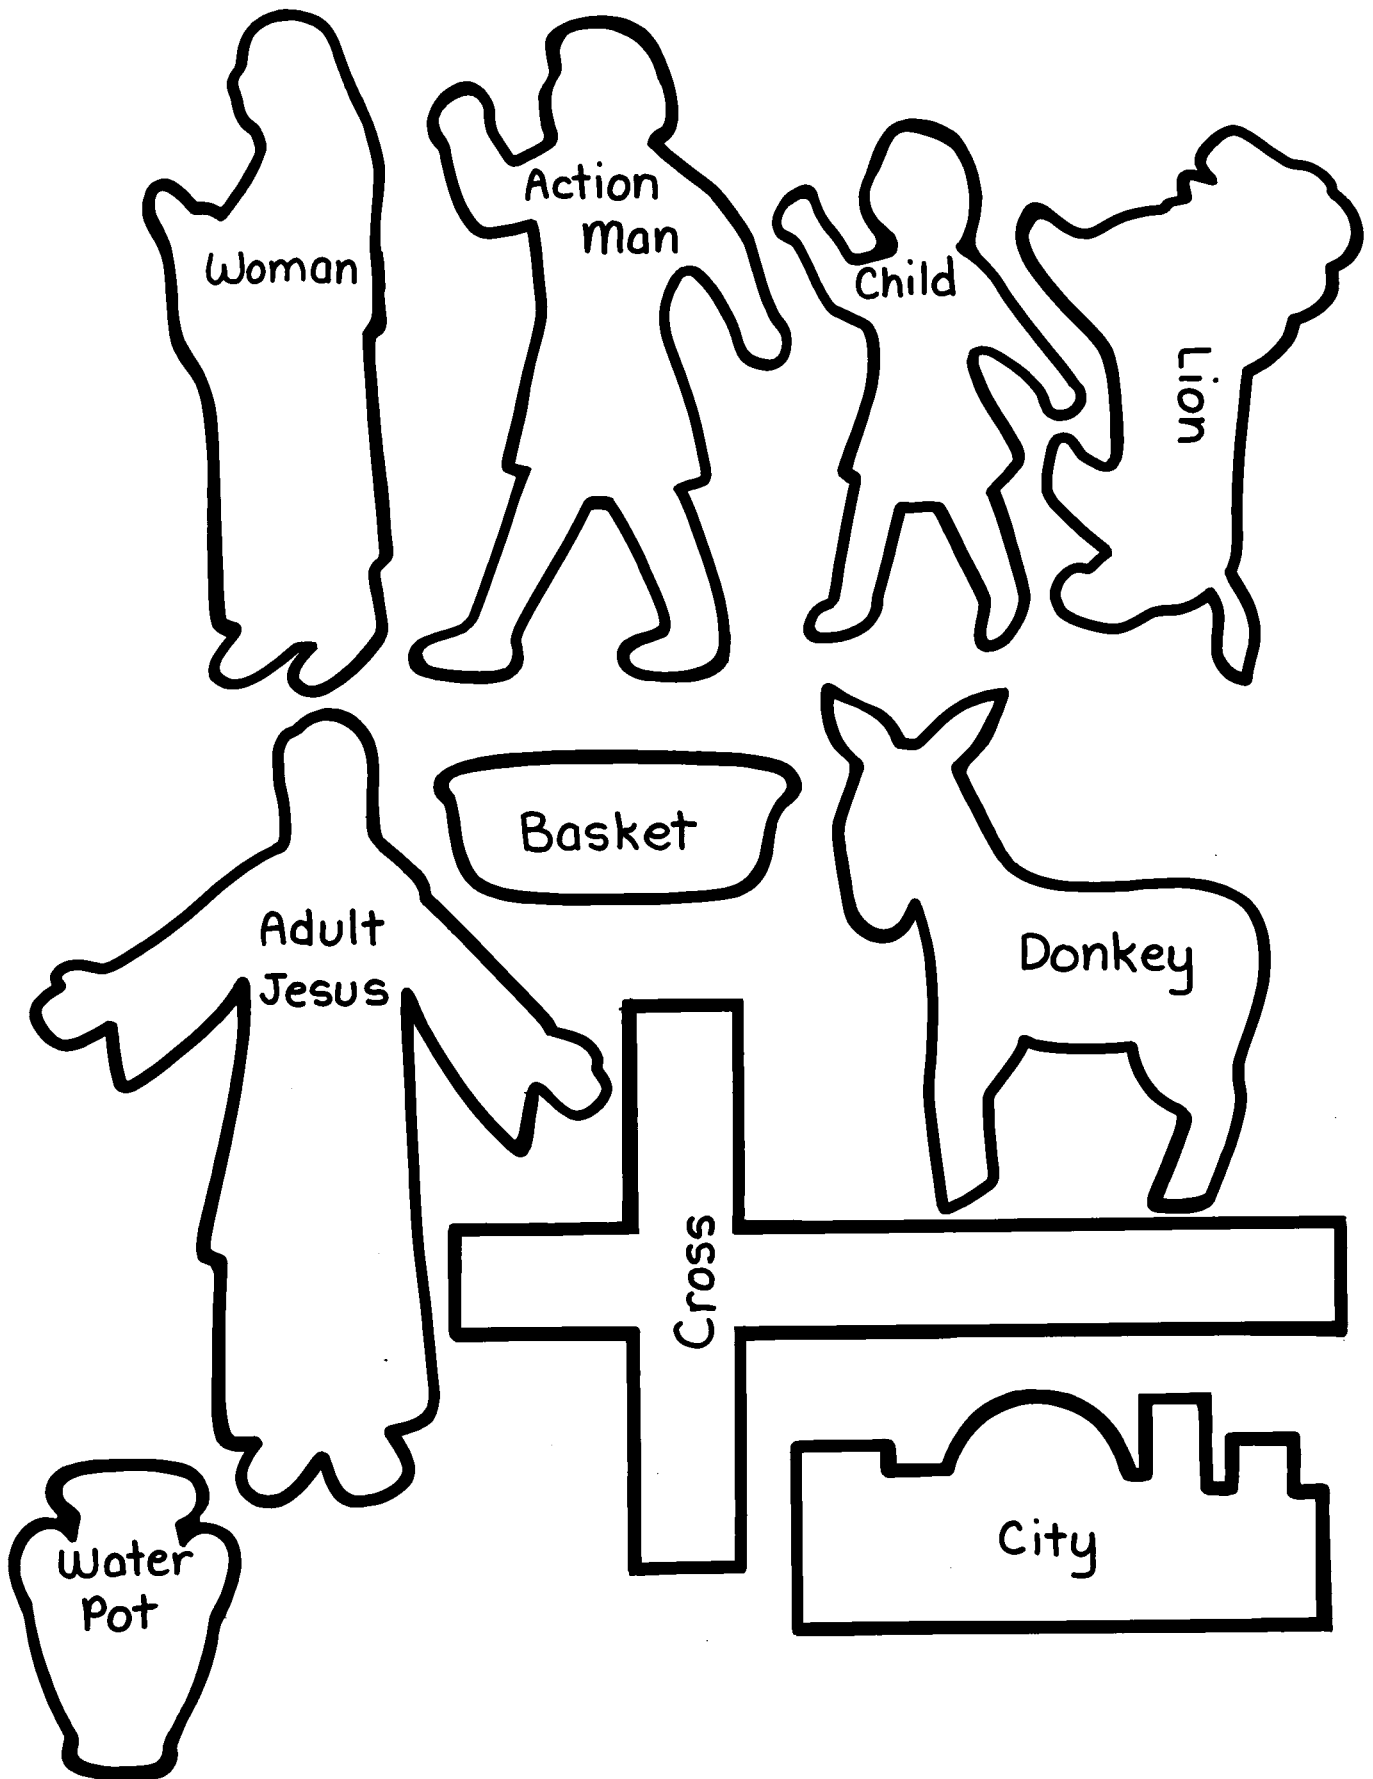 Woman
Action
Man
Child
Lion
Basket
Adult
Jesus
Donkey
Cross
City
Water
Pot